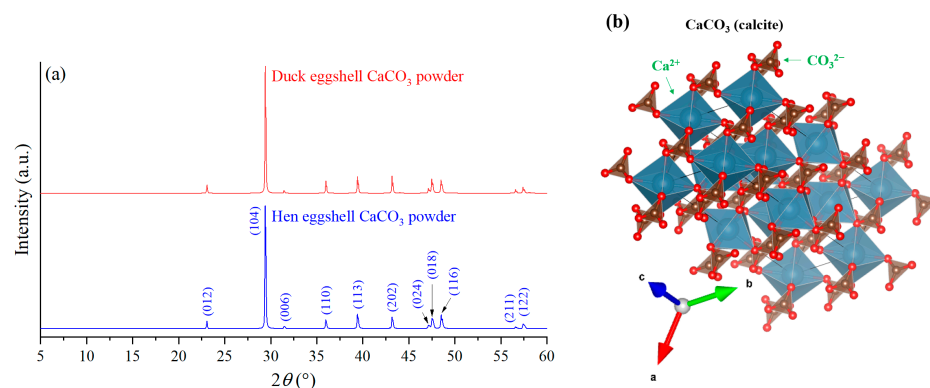 (a)
Duck eggshell CaCO₃ powder
Hen eggshell CaCO₃ powder
Intensity (a.u.)
(012)
(104)
(006)
(110)
(113)
(202)
(024)
(018)
(116)
(211)
(122)
5 10 15 20 25 30 35 40 45 50 55 60
2θ (°)
(b)
CaCO₃ (calcite)
Ca²⁺
CO₃²⁻
c
b
a